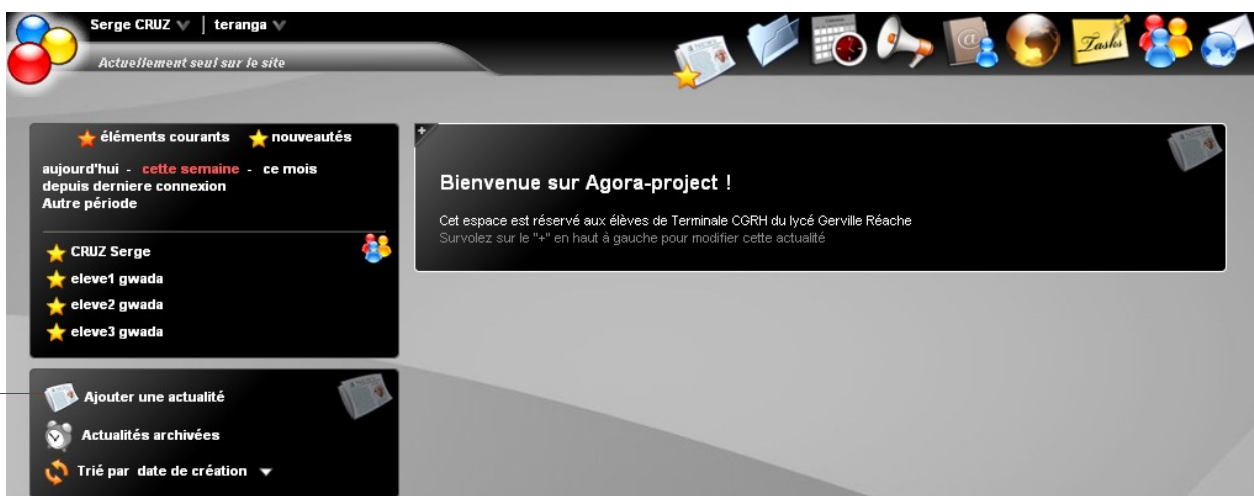 Serge CRUZ | teranga
Actuellement seul sur le site
Tasks
éléments courants nouveautés
aujourd'hui - cette semaine - ce mois
depuis derniere connexion
Autre période
CRUZ Serge
eleve1 gwada
eleve2 gwada
eleve3 gwada
Ajouter une actualité
Actualités archivées
Trié par date de création
Bienvenue sur Agora-project !
Cet espace est réservé aux élèves de Terminale CGRH du lycé Gerville Réache
Survolez sur le "+" en haut à gauche pour modifier cette actualité